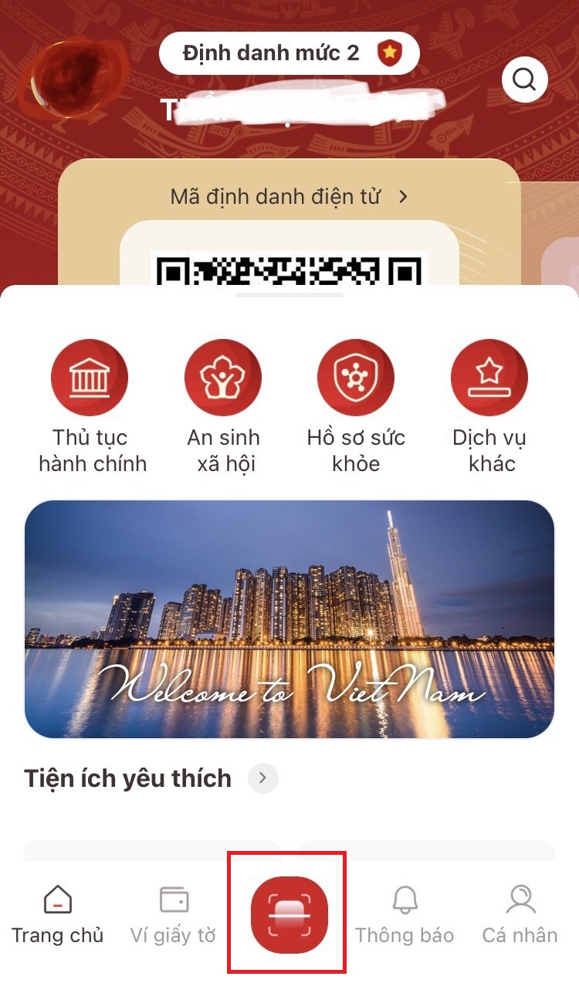 Định danh mức 2
Mã định danh điện tử
Thủ tục
hành chính
An sinh
xã hội
Hồ sơ sức
khỏe
Dịch vụ
khác
Welcome to VietNam
Tiện ích yêu thích
Trang chủ
Ví giấy tờ
Thông báo
Cá nhân